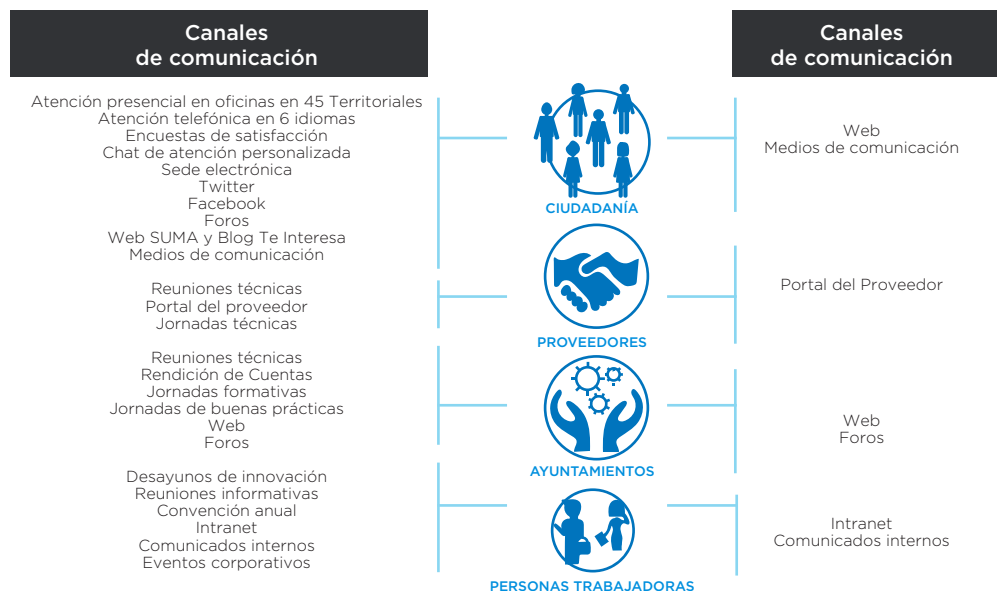 Canales
de comunicación
Atención presencial en oficinas en 45 Territoriales
Atención telefónica en 6 idiomas
Encuestas de satisfacción
Chat de atención personalizada
Sede electrónica
Twitter
Facebook
Foros
Web SUMA y Blog Te Interesa
Medios de comunicación
Reuniones técnicas
Portal del proveedor
Jornadas técnicas
Reuniones técnicas
Rendición de Cuentas
Jornadas formativas
Jornadas de buenas prácticas
Web
Foros
Desayunos de innovación
Reuniones informativas
Convención anual
Intranet
Comunicados internos
Eventos corporativos
CIUDADANÍA
PROVEEDORES
AYUNTAMIENTOS
PERSONAS TRABAJADORAS
Canales
de comunicación
Web
Medios de comunicación
Portal del Proveedor
Web
Foros
Intranet
Comunicados internos